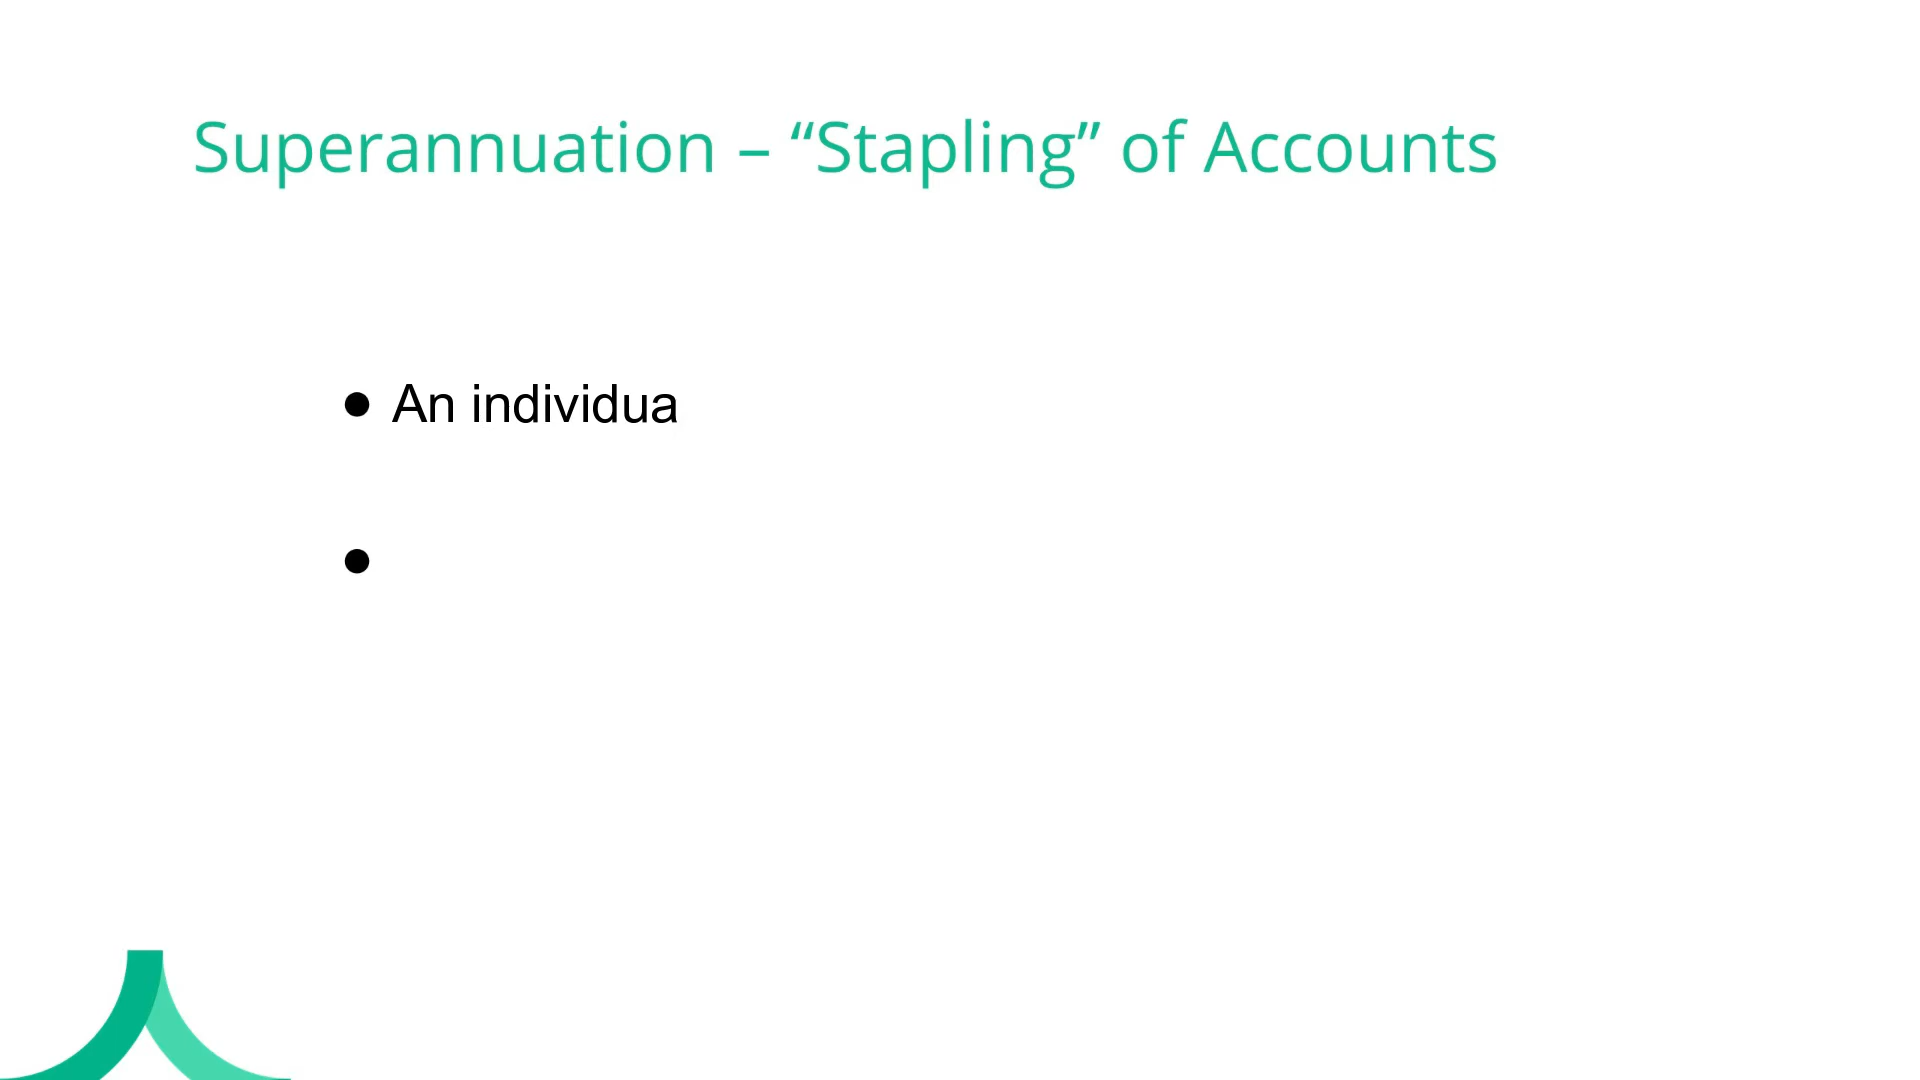 Superannuation – “Stapling” of Accounts
● An individua
●